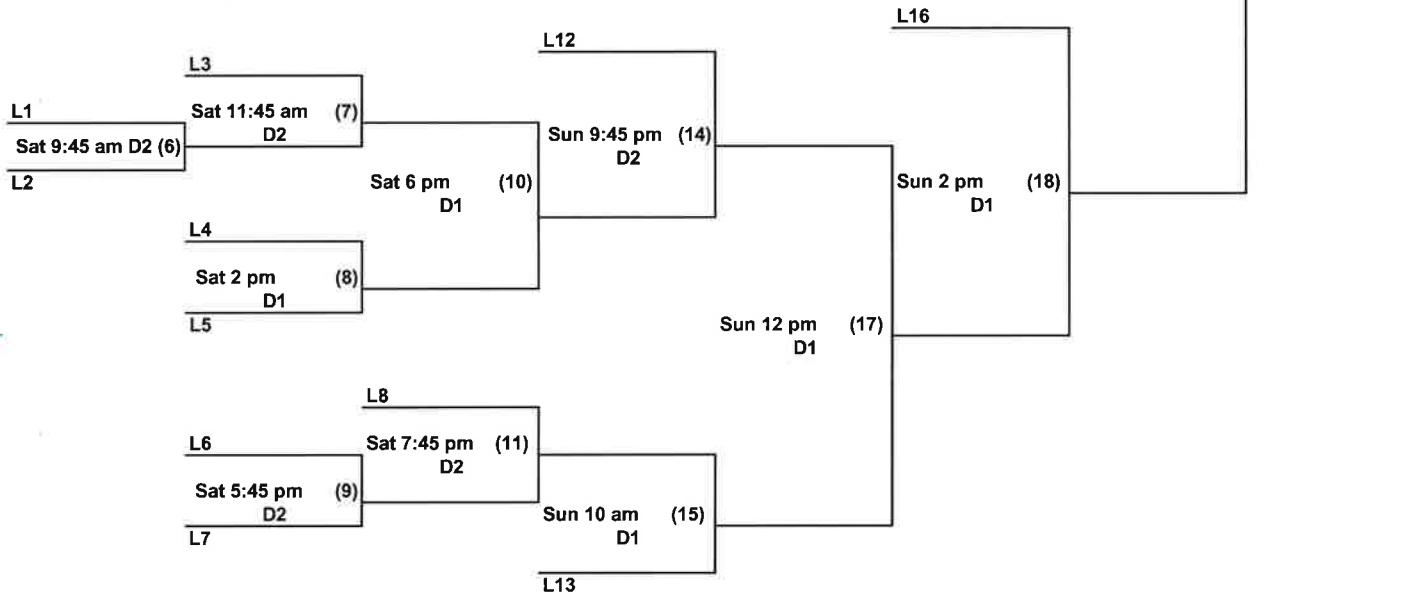 L16
L12
L3
L1
Sat 11:45 am (7)
D2
Sat 9:45 am D2 (6)
L2
Sun 9:45 pm (14)
D2
Sat 6 pm (10)
D1
Sun 2 pm (18)
D1
L4
Sat 2 pm (8)
D1
L5
Sun 12 pm (17)
D1
L8
L6
Sat 7:45 pm (11)
D2
Sat 5:45 pm (9)
D2
L7
Sun 10 am (15)
D1
L13